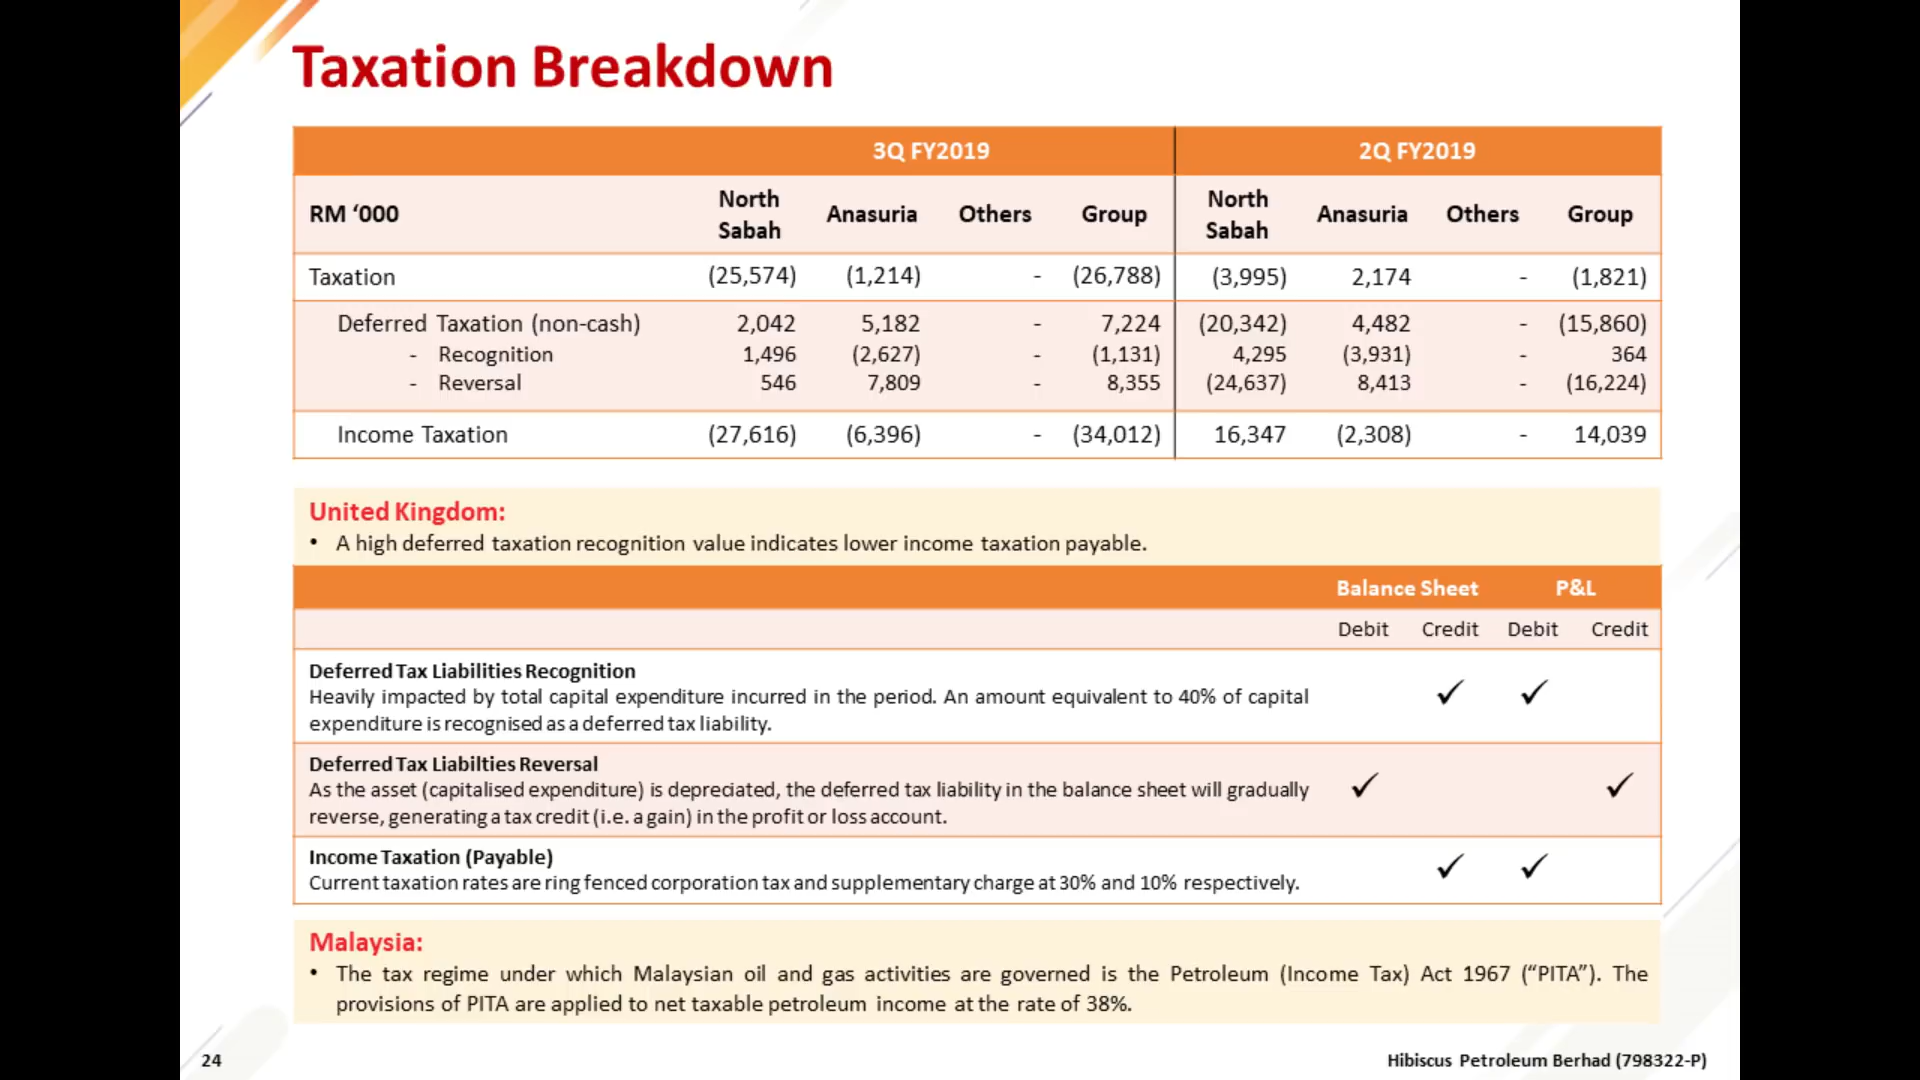 Taxation Breakdown
3Q FY2019 2Q FY2019
RM ‘000 North Sabah Anasuria Others Group North Sabah Anasuria Others Group
Taxation (25,574) (1,214) - (26,788) (3,995) 2,174 - (1,821)
Deferred Taxation (non-cash) 2,042 5,182 - 7,224 (20,342) 4,482 - (15,860)
- Recognition 1,496 (2,627) - (1,131) 4,295 (3,931) - 364
- Reversal 546 7,809 - 8,355 (24,637) 8,413 - (16,224)
Income Taxation (27,616) (6,396) - (34,012) 16,347 (2,308) - 14,039
United Kingdom:
• A high deferred taxation recognition value indicates lower income taxation payable.
Balance Sheet P&L
Debit Credit Debit Credit
Deferred Tax Liabilities Recognition
Heavily impacted by total capital expenditure incurred in the period. An amount equivalent to 40% of capital ✓ ✓
expenditure is recognised as a deferred tax liability.
Deferred Tax Liabilties Reversal
As the asset (capitalised expenditure) is depreciated, the deferred tax liability in the balance sheet will gradually ✓ ✓
reverse, generating a tax credit (i.e. a gain) in the profit or loss account.
Income Taxation (Payable) ✓ ✓
Current taxation rates are ring fenced corporation tax and supplementary charge at 30% and 10% respectively.
Malaysia:
• The tax regime under which Malaysian oil and gas activities are governed is the Petroleum (Income Tax) Act 1967 (“PITA”). The
provisions of PITA are applied to net taxable petroleum income at the rate of 38%.
24 Hibiscus Petroleum Berhad (798322-P)